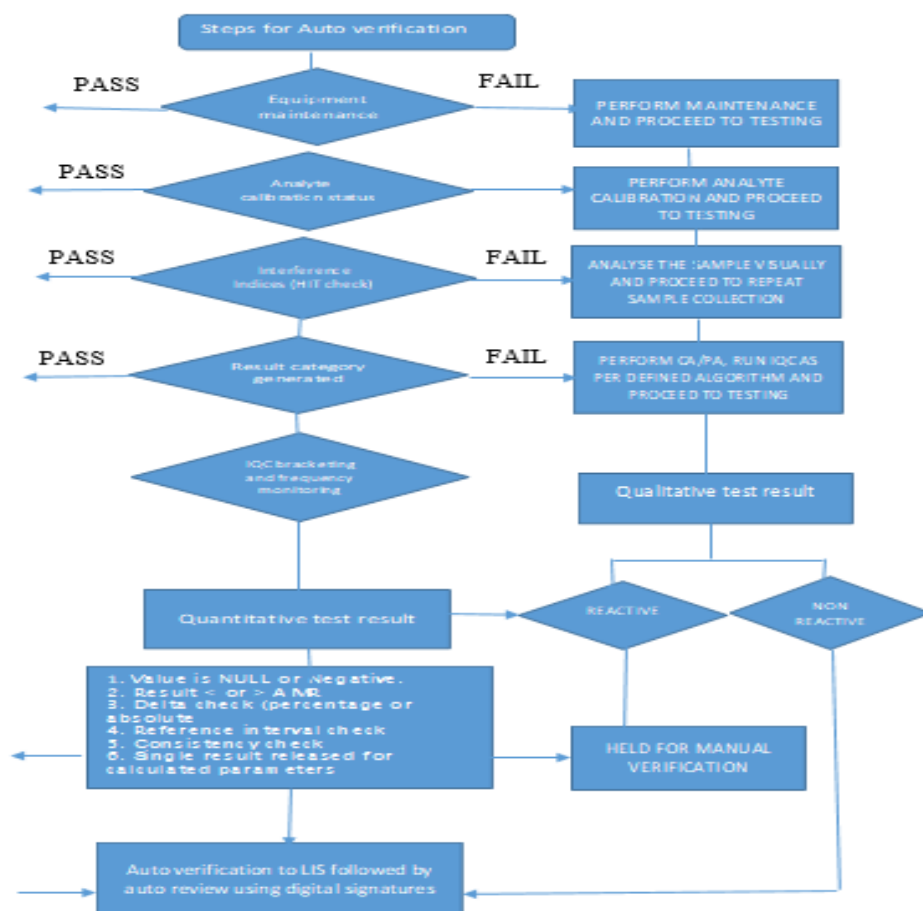 Steps for Auto verification
PASS
FAIL
Equipment
maintenance
PERFORM MAINTENANCE
AND PROCEED TO TESTING
PASS
Analyte
calibration status
PERFORM ANALYTE
CALIBRATION AND PROCEED
TO TESTING
PASS
FAIL
Interference
Indices (HIT check)
ANALYSE THE SAMPLE VISUALLY
AND PROCEED TO REPEAT
SAMPLE COLLECTION
PASS
FAIL
Result category
generated
PERFORM CA/PA, RUN IQC AS
PER DEFINED ALGORITHM AND
PROCEED TO TESTING
IQC bracketing
and frequency
monitoring
Qualitative test result
Quantitative test result
REACTIVE
NON
REACTIVE
1. Value is NULL or Negative.
2. Result < or > AMR
3. Delta check (percentage or
absolute
4. Reference interval check
5. Consistency check
6. Single result released for
calculated parameters
HELD FOR MANUAL
VERIFICATION
Auto verification to LIS followed by
auto review using digital signatures